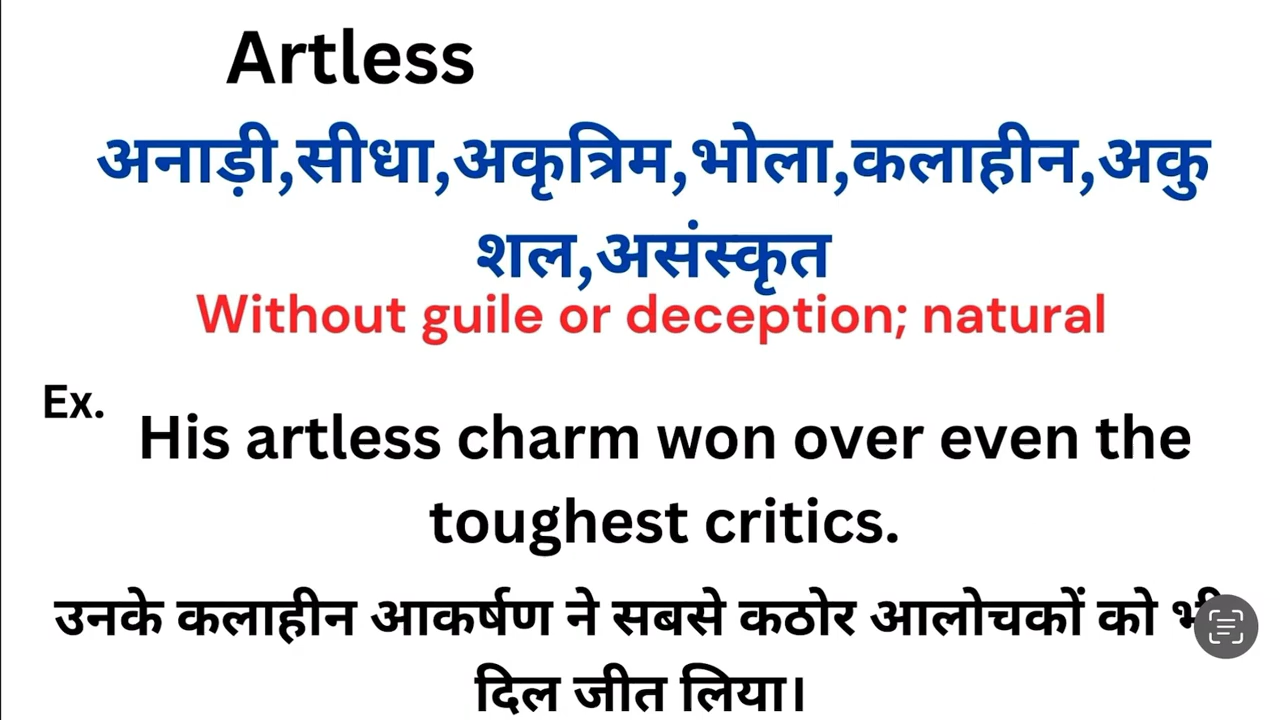 Artless
अनाड़ी,सीधा,अकृत्रिम,भोला,कलाहीन,अकु
शल,असंस्कृत
Without guile or deception; natural
Ex.
His artless charm won over even the
toughest critics.
उनके कलाहीन आकर्षण ने सबसे कठोर आलोचकों को
दिल जीत लिया।